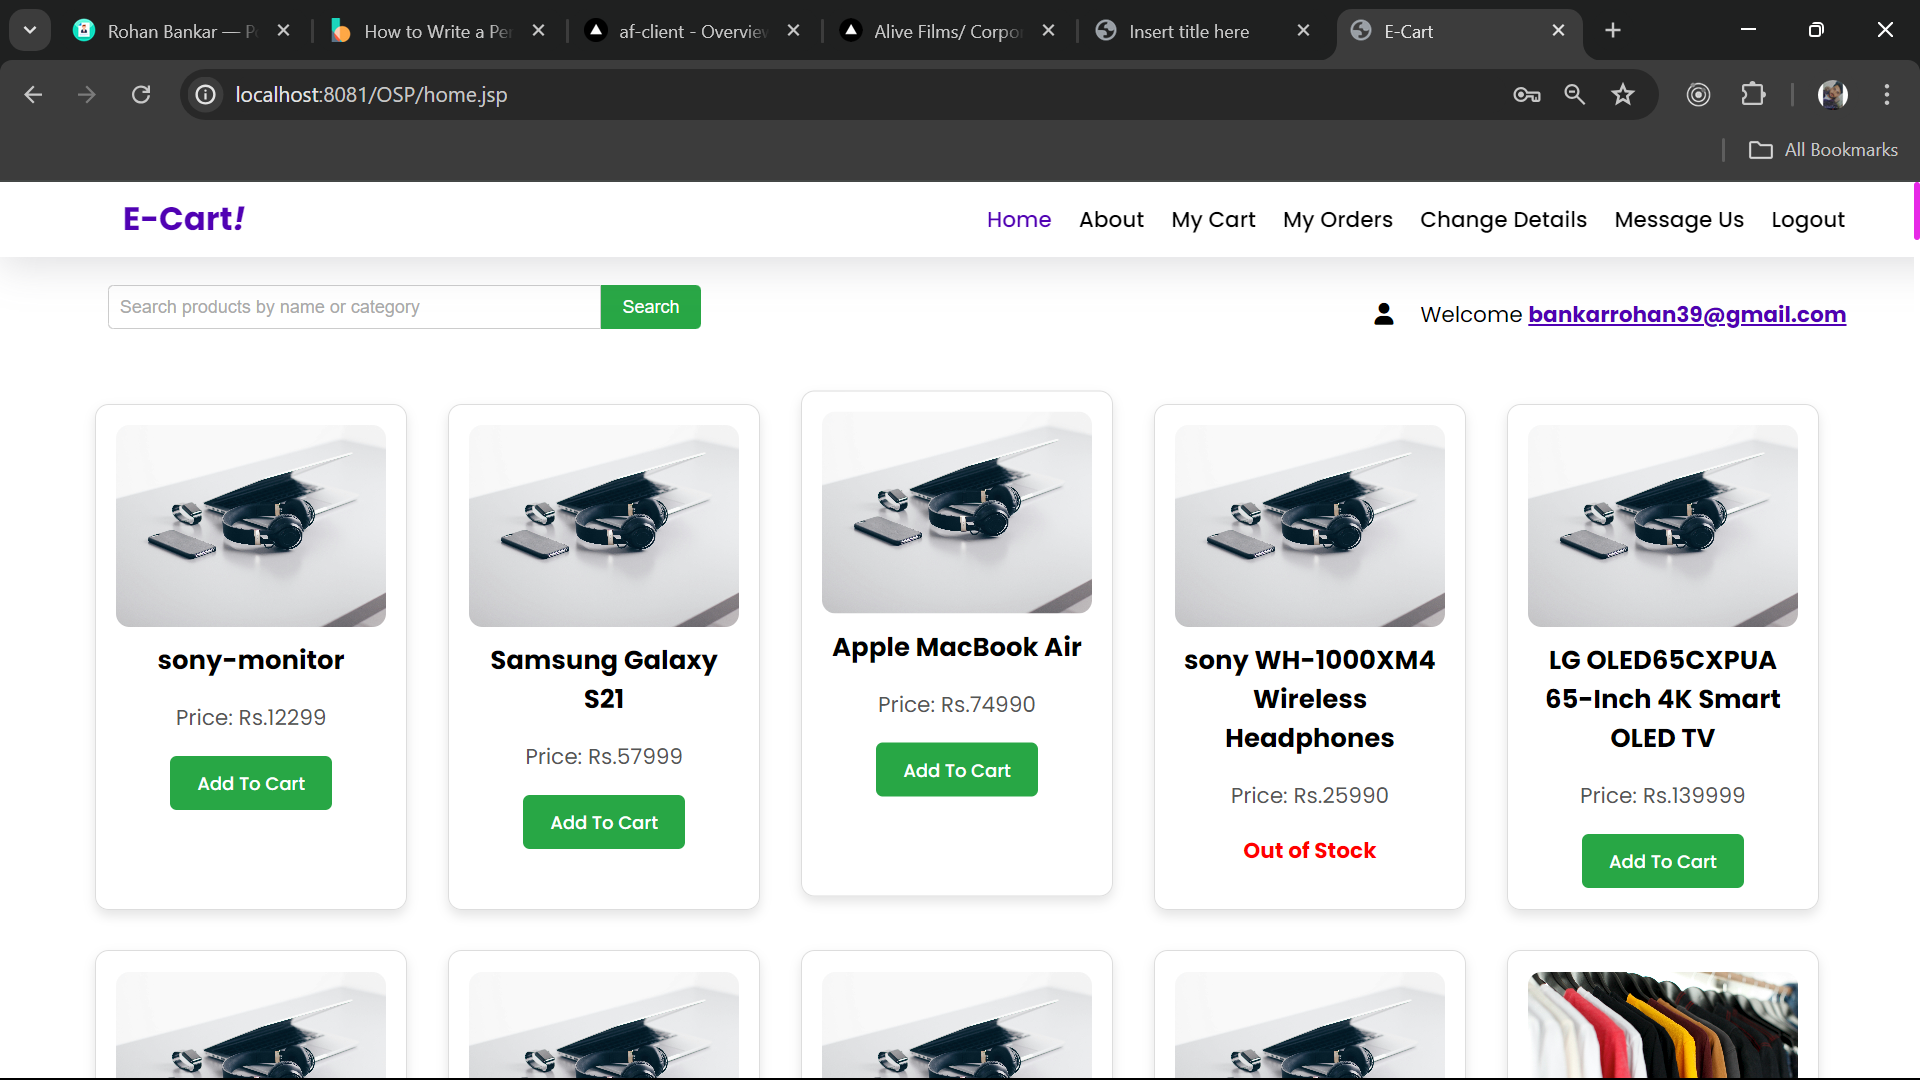 Rohan Bankar — Po
How to Write a Per
af-client - Overview
Alive Films/ Corpo
Insert title here
E-Cart
localhost:8081/OSP/home.jsp
All Bookmarks
E-Cart!
Home About My Cart My Orders Change Details Message Us Logout
Search products by name or category
Search
Welcome bankarrohan39@gmail.com
sony-monitor
Price: Rs.12299
Add To Cart
Samsung Galaxy
S21
Price: Rs.57999
Add To Cart
Apple MacBook Air
Price: Rs.74990
Add To Cart
sony WH-1000XM4
Wireless
Headphones
Price: Rs.25990
Out of Stock
LG OLED65CXPUA
65-Inch 4K Smart
OLED TV
Price: Rs.139999
Add To Cart